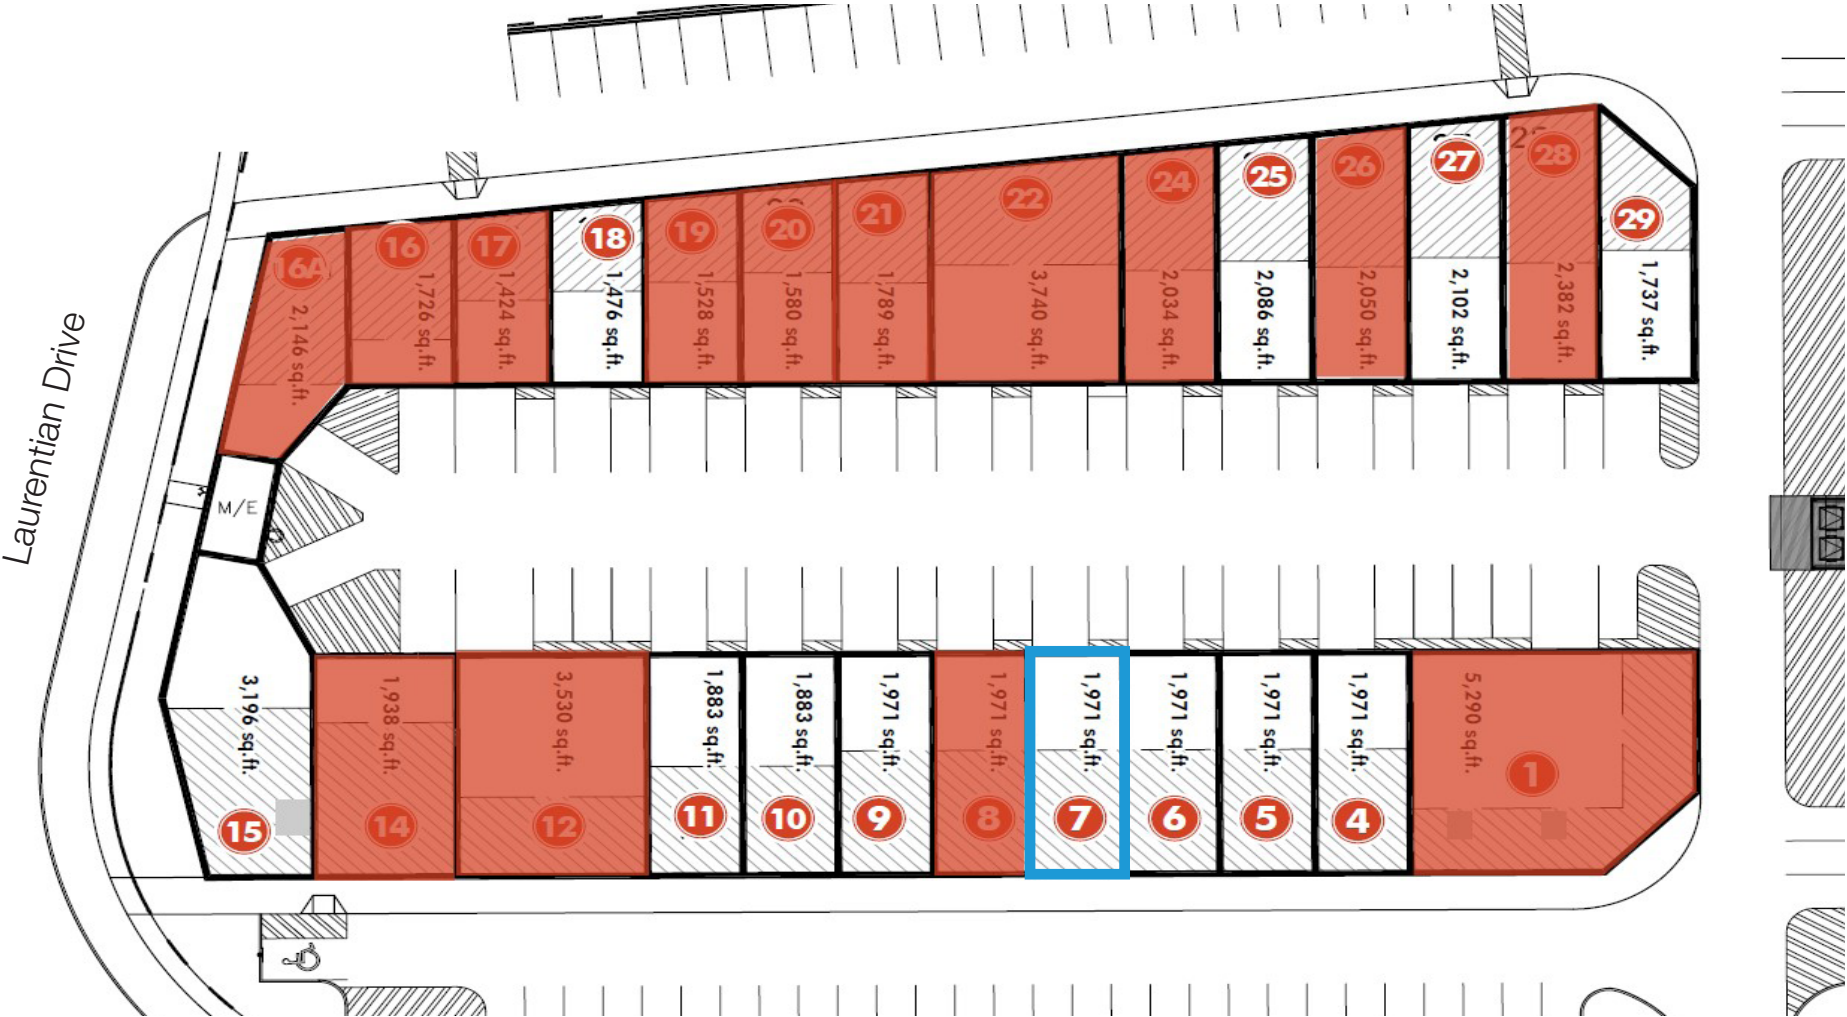 Laurentian Drive
16A
2,146 sq.ft.
16
1,726 sq.ft.
17
1,424 sq.ft.
18
1,476 sq.ft.
19
1,528 sq.ft.
20
1,580 sq.ft.
21
1,789 sq.ft.
22
3,740 sq.ft.
24
2,034 sq.ft.
25
2,086 sq.ft.
26
2,050 sq.ft.
27
2,102 sq.ft.
28
2,382 sq.ft.
29
1,737 sq.ft.
M/E
3,196 sq.ft.
15
1,938 sq.ft.
14
3,530 sq.ft.
12
1,883 sq.ft.
11
1,883 sq.ft.
10
1,971 sq.ft.
9
1,971 sq.ft.
8
1,971 sq.ft.
7
1,971 sq.ft.
6
1,971 sq.ft.
5
1,971 sq.ft.
4
5,290 sq.ft.
1